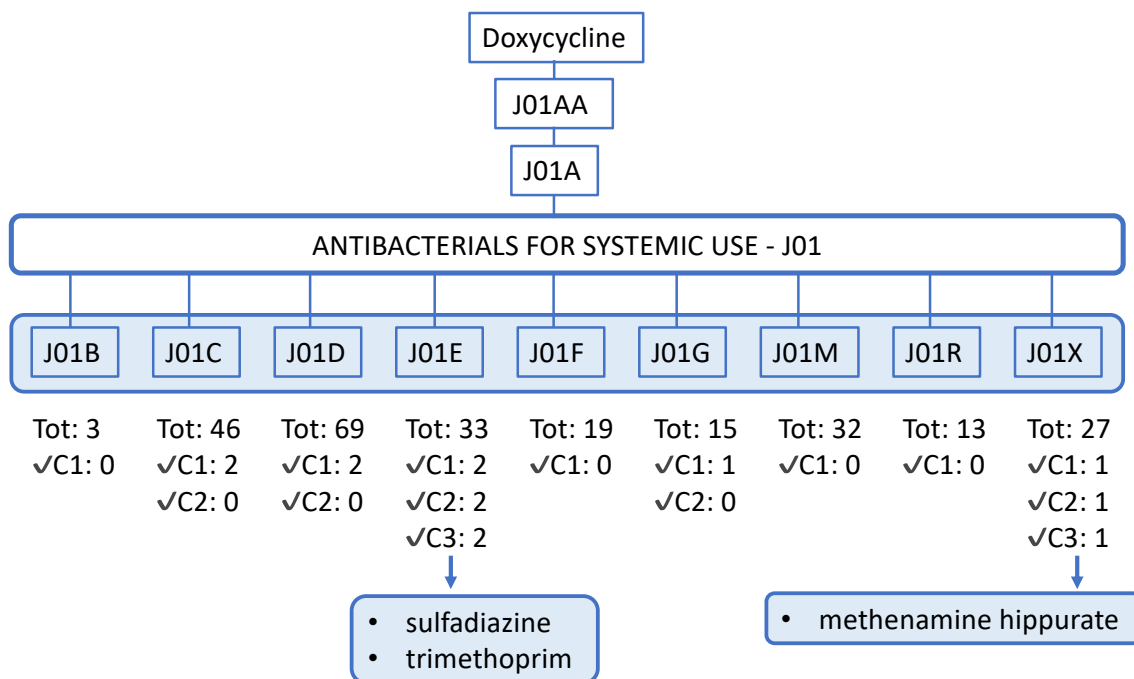 Doxycycline
J01AA
J01A
ANTIBACTERIALS FOR SYSTEMIC USE - J01
J01B J01C J01D J01E J01F J01G J01M J01R J01X
Tot: 3 Tot: 46 Tot: 69 Tot: 33 Tot: 19 Tot: 15 Tot: 32 Tot: 13 Tot: 27
✓C1: 0 ✓C1: 2 ✓C1: 2 ✓C1: 2 ✓C1: 0 ✓C1: 1 ✓C1: 0 ✓C1: 0 ✓C1: 1
✓C2: 0 ✓C2: 0 ✓C2: 2 ✓C2: 0 ✓C2: 1
✓C3: 2 ✓C3: 1
• sulfadiazine
• trimethoprim
• methenamine hippurate